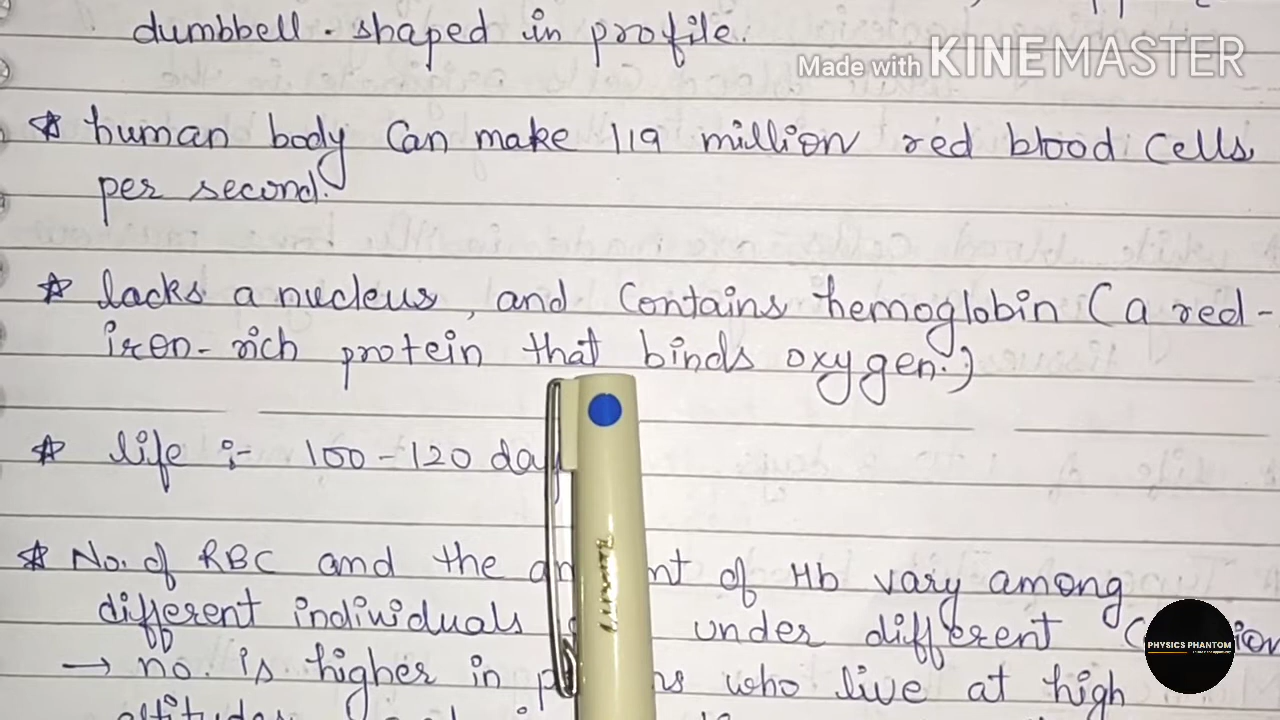 dumbbell - shaped in profile.
Made with KINEMASTER
☆ human body can make 119 million red blood cells
per second.
☆ lacks a nucleus, and contains hemoglobin (a red-
iron-rich protein that binds oxygen.)
☆ life :- 100-120
☆ No. of RBC and the of Hb vary among
different individuals under different
PHYSICS PHANTOM
→ no. is higher in who live at high